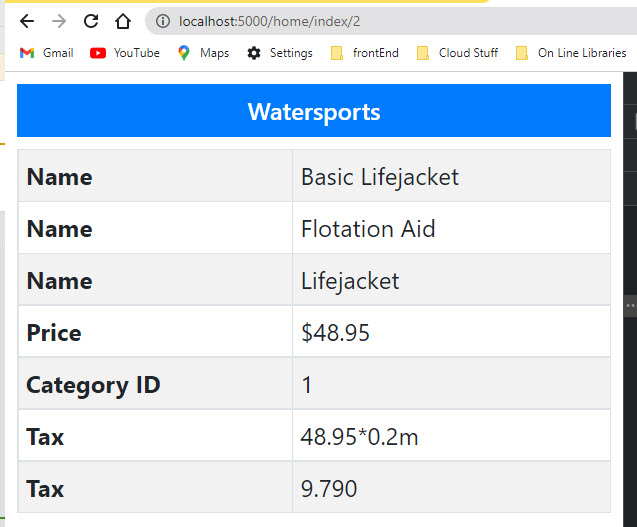 localhost:5000/home/index/2
Gmail YouTube Maps Settings frontEnd Cloud Stuff On Line Libraries
Watersports
Name Basic Lifejacket
Name Flotation Aid
Name Lifejacket
Price $48.95
Category ID 1
Tax 48.95*0.2m
Tax 9.790